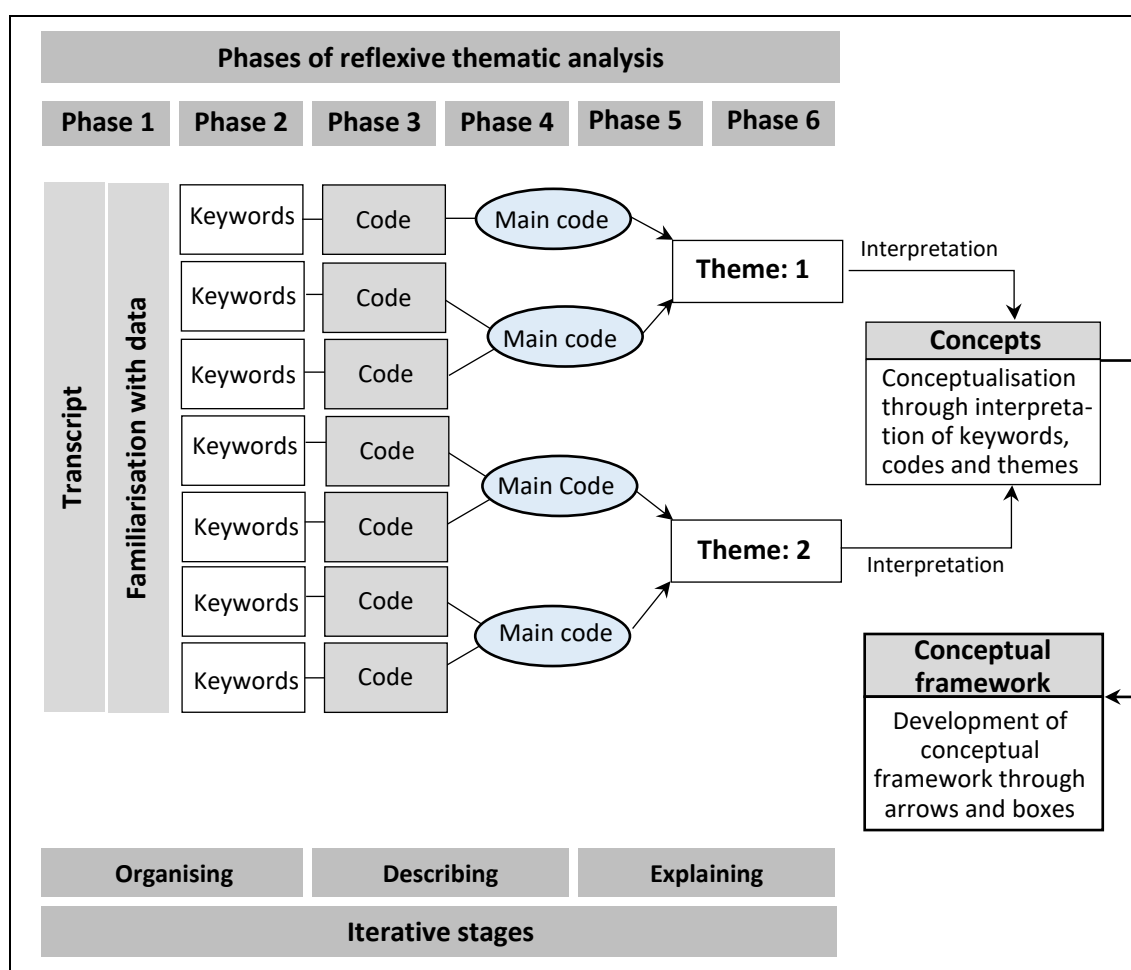 Phases of reflexive thematic analysis
Phase 1
Phase 2
Phase 3
Phase 4
Phase 5
Phase 6
Transcript
Familiarisation with data
Keywords
Code
Main code
Keywords
Code
Main code
Keywords
Code
Theme: 1
Interpretation
Keywords
Code
Main Code
Keywords
Code
Keywords
Code
Main code
Keywords
Code
Theme: 2
Interpretation
Concepts
Conceptualisation
through interpreta-
tion of keywords,
codes and themes
Conceptual
framework
Development of
conceptual
framework through
arrows and boxes
Organising
Describing
Explaining
Iterative stages